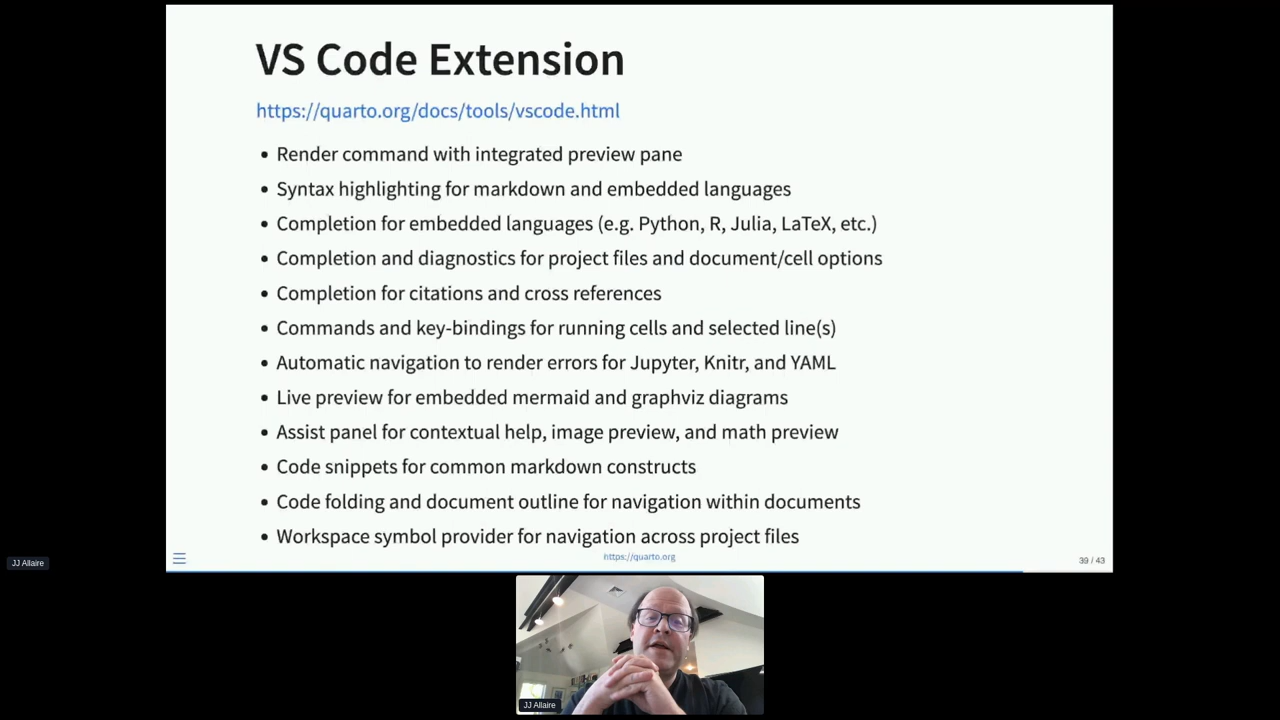 VS Code Extension
https://quarto.org/docs/tools/vscode.html
• Render command with integrated preview pane
• Syntax highlighting for markdown and embedded languages
• Completion for embedded languages (e.g. Python, R, Julia, LaTeX, etc.)
• Completion and diagnostics for project files and document/cell options
• Completion for citations and cross references
• Commands and key-bindings for running cells and selected line(s)
• Automatic navigation to render errors for Jupyter, Knitr, and YAML
• Live preview for embedded mermaid and graphviz diagrams
• Assist panel for contextual help, image preview, and math preview
• Code snippets for common markdown constructs
• Code folding and document outline for navigation within documents
• Workspace symbol provider for navigation across project files
https://quarto.org
39 / 43
JJ Allaire
JJ Allaire